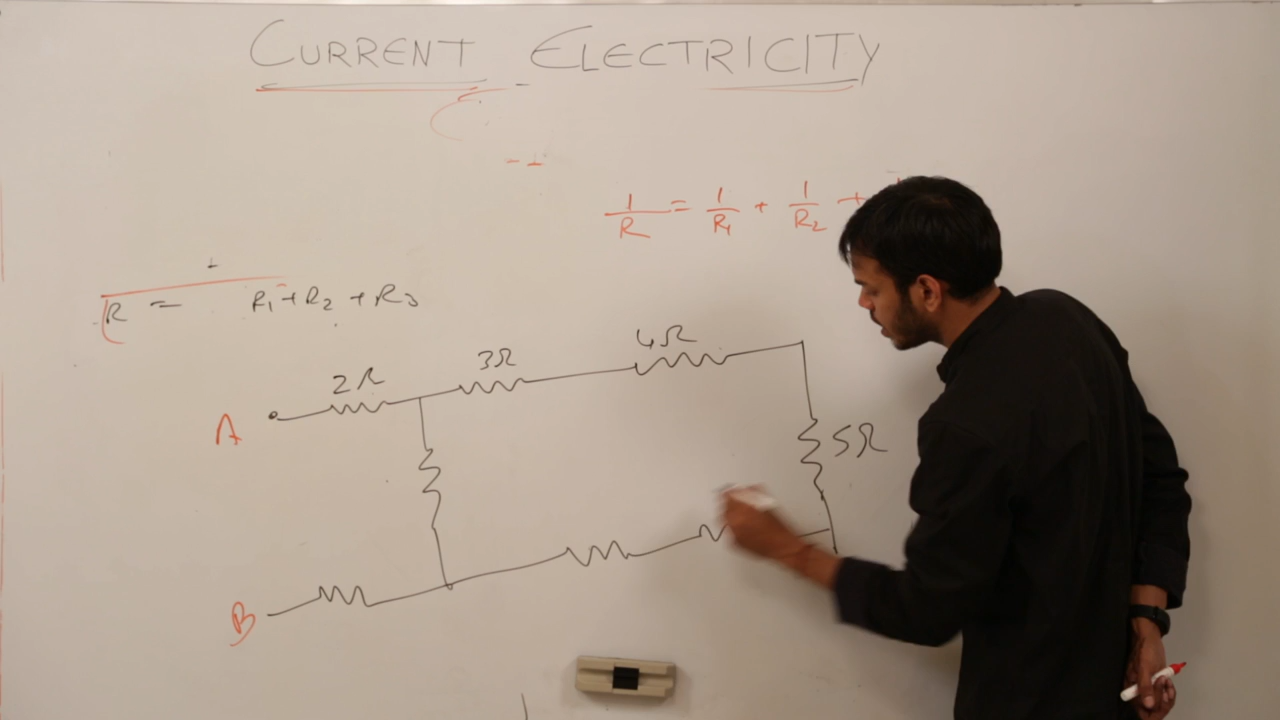 CURRENT ELECTRICITY
1/R = 1/R₁ + 1/R₂ +
R = R₁ + R₂ + R₃
4Ω
3Ω
2Ω
A
5Ω
B